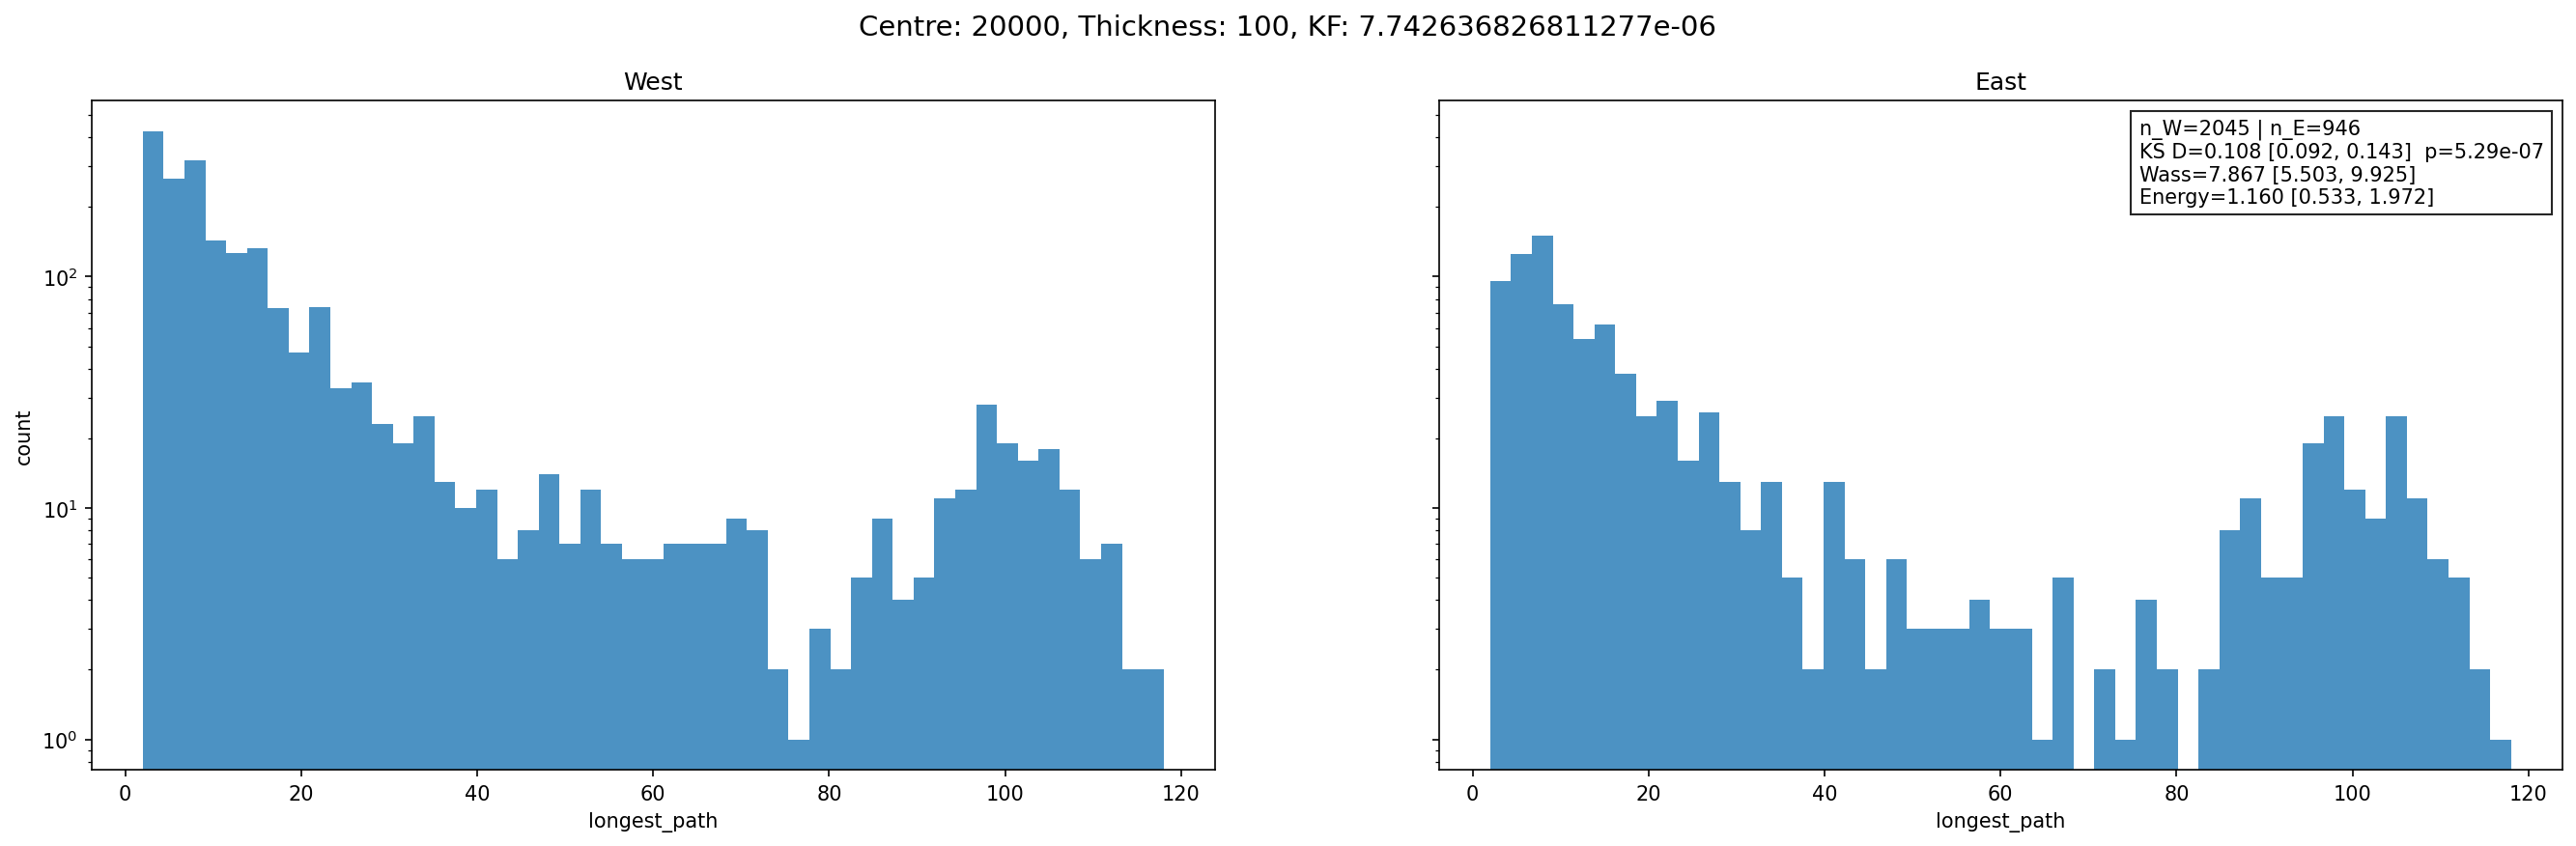 Centre: 20000, Thickness: 100, KF: 7.742636826811277e-06
West
count
10²
10¹
10⁰
0 20 40 60 80 100 120
longest_path
East
n_W=2045 | n_E=946
KS D=0.108 [0.092, 0.143] p=5.29e-07
Wass=7.867 [5.503, 9.925]
Energy=1.160 [0.533, 1.972]
0 20 40 60 80 100 120
longest_path